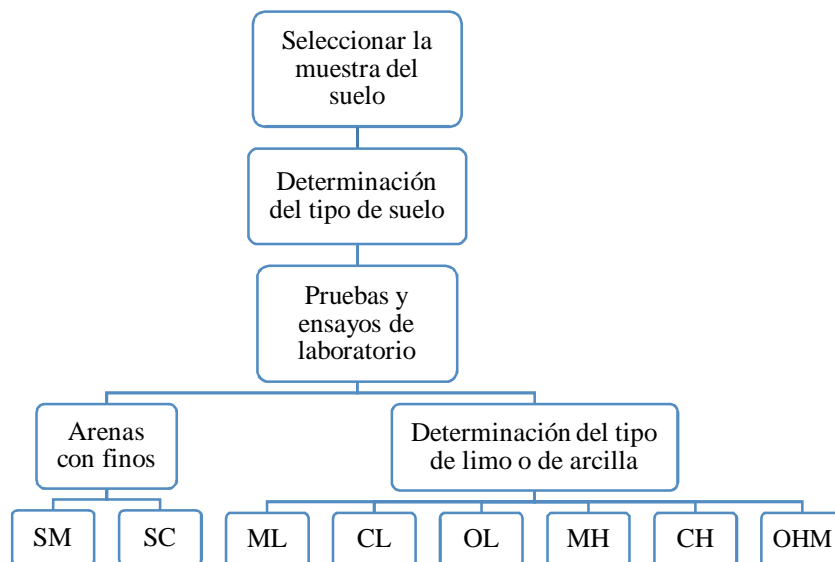 Seleccionar la
muestra del
suelo
Determinación
del tipo de suelo
Pruebas y
ensayos de
laboratorio
Arenas
con finos
Determinación del tipo
de limo o de arcilla
SM
SC
ML
CL
OL
MH
CH
OHM